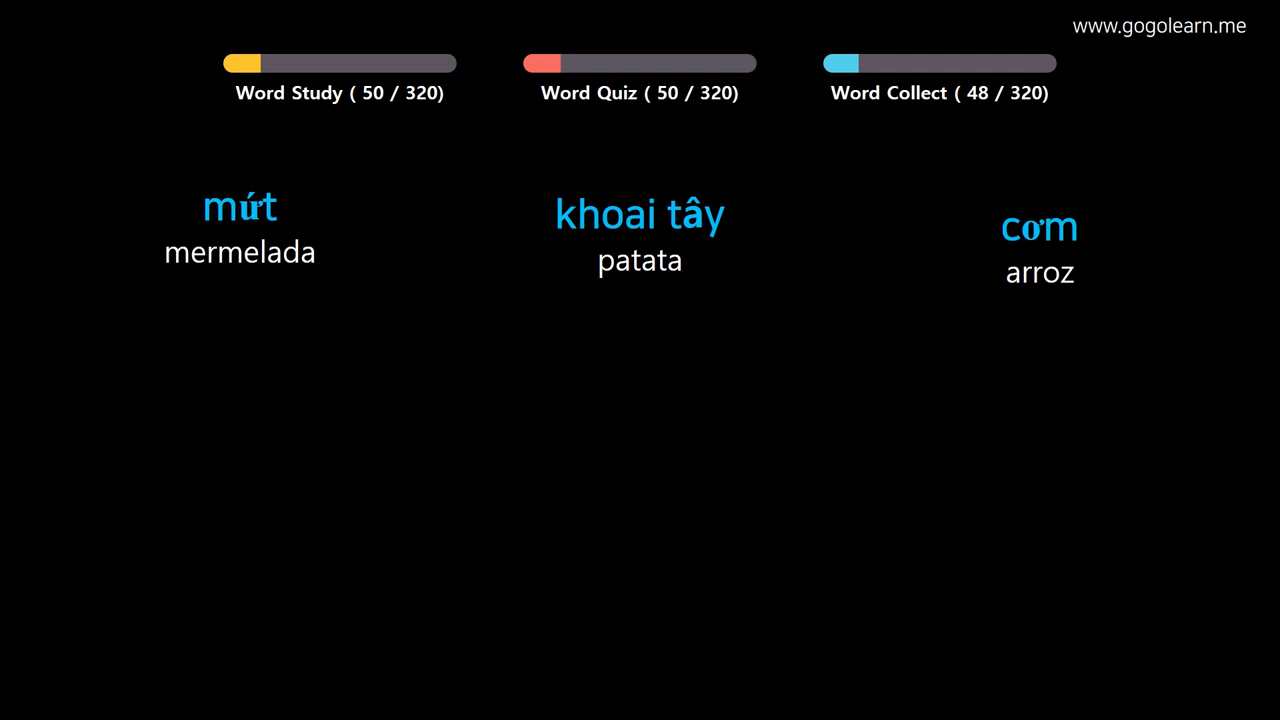 www.gogolearn.me
Word Study ( 50 / 320)
Word Quiz ( 50 / 320)
Word Collect ( 48 / 320)
mứt
mermelada
khoai tây
patata
cơm
arroz